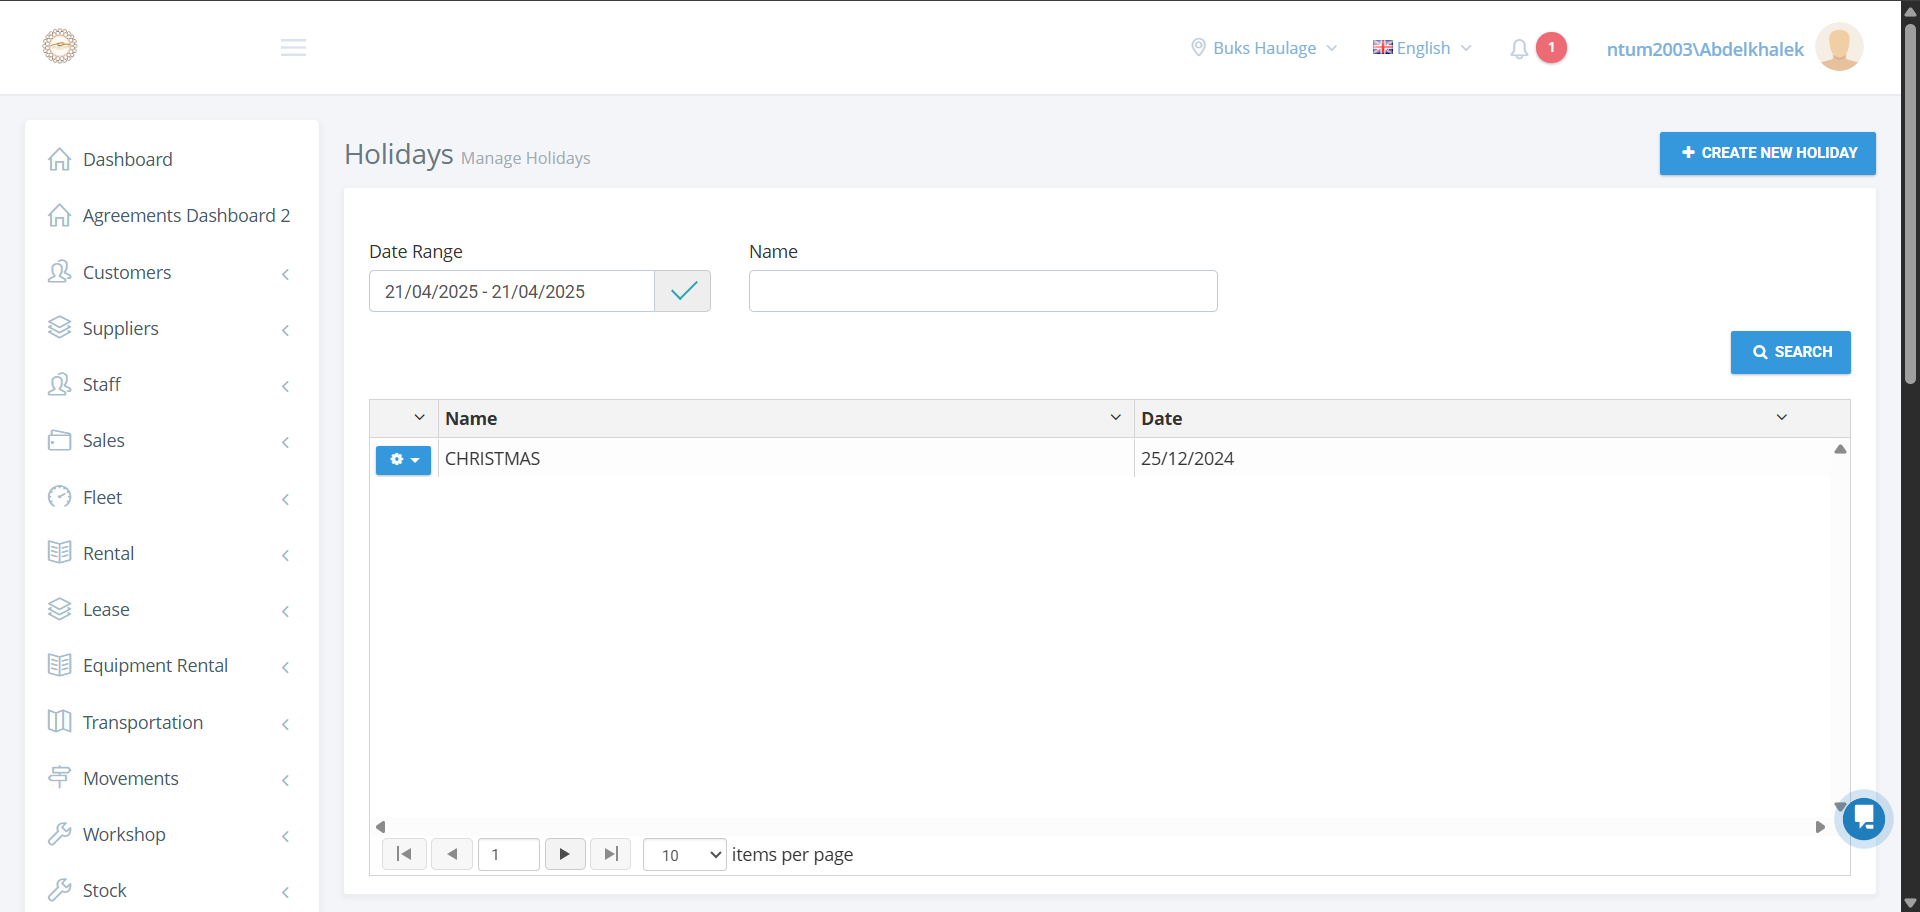 Buks Haulage
English
1
ntum2003\Abdelkhalek
Dashboard
Agreements Dashboard 2
Customers
Suppliers
Staff
Sales
Fleet
Rental
Lease
Equipment Rental
Transportation
Movements
Workshop
Stock
Holidays Manage Holidays
CREATE NEW HOLIDAY
Date Range
Name
21/04/2025 - 21/04/2025
SEARCH
Name
Date
CHRISTMAS
25/12/2024
1
10
items per page